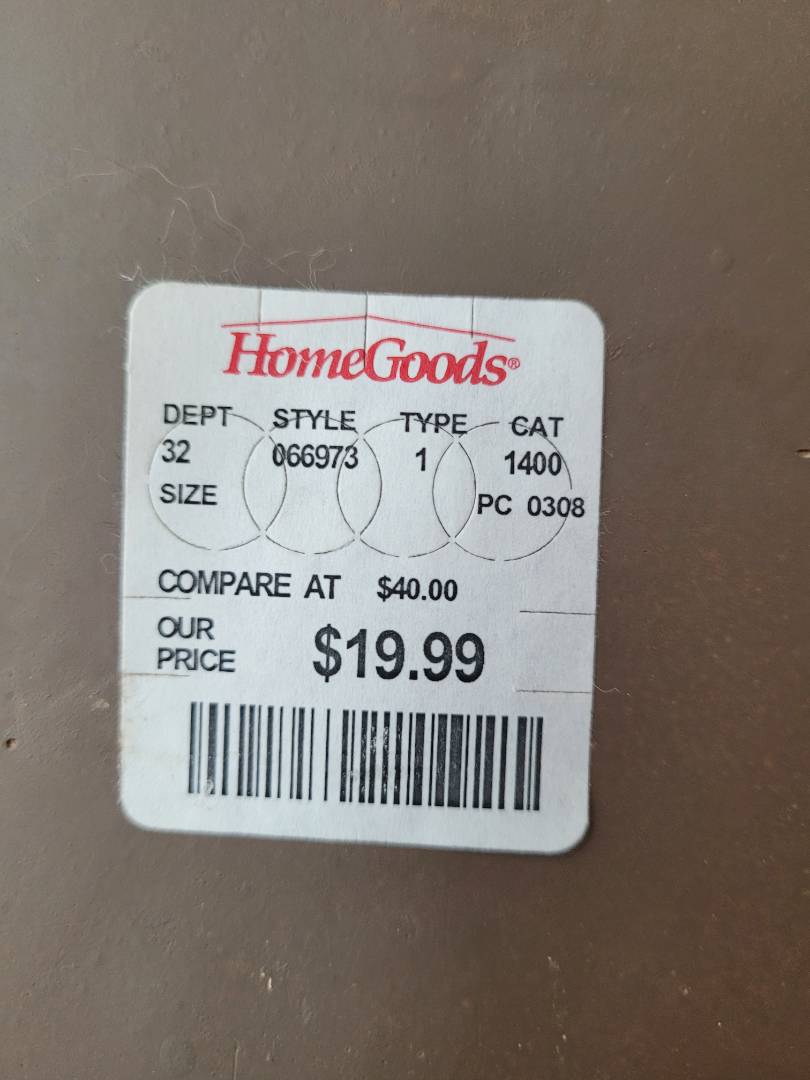 HomeGoods®
DEPT STYLE TYPE CAT
32 066973 1 1400
SIZE PC 0308
COMPARE AT $40.00
OUR PRICE $19.99